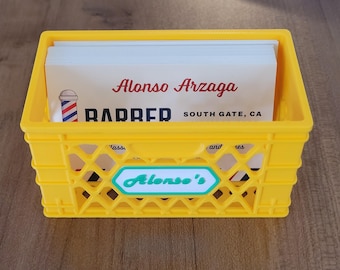 Alonso Arzaga
BARBER
SOUTH GATE, CA
Alonso's